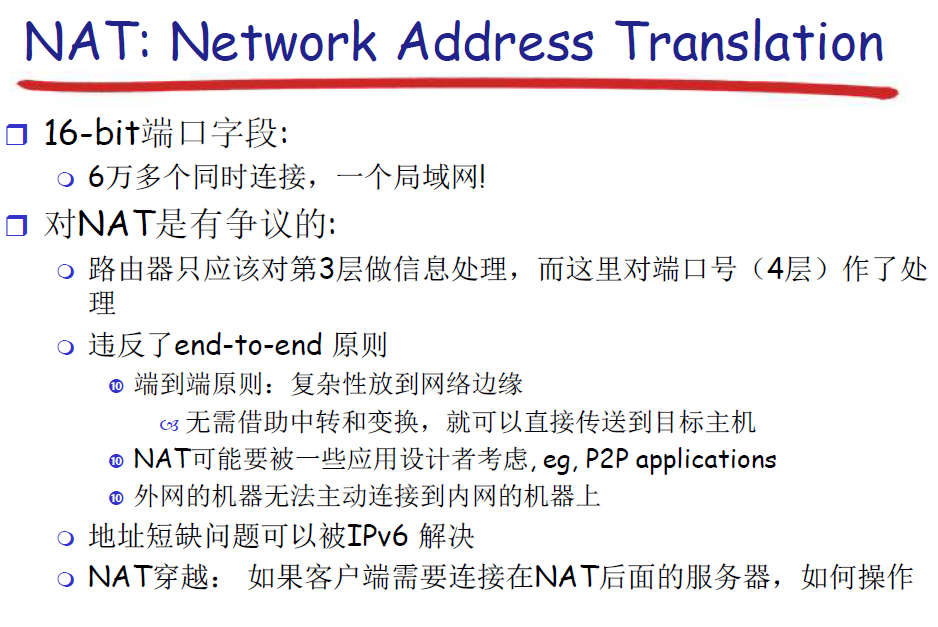 NAT: Network Address Translation
16-bit端口字段:
6万多个同时连接，一个局域网!
对NAT是有争议的:
路由器只应该对第3层做信息处理，而这里对端口号（4层）作了处
理
违反了end-to-end 原则
端到端原则：复杂性放到网络边缘
无需借助中转和变换，就可以直接传送到目标主机
NAT可能要被一些应用设计者考虑, eg, P2P applications
外网的机器无法主动连接到内网的机器上
地址短缺问题可以被IPv6 解决
NAT穿越： 如果客户端需要连接在NAT后面的服务器，如何操作